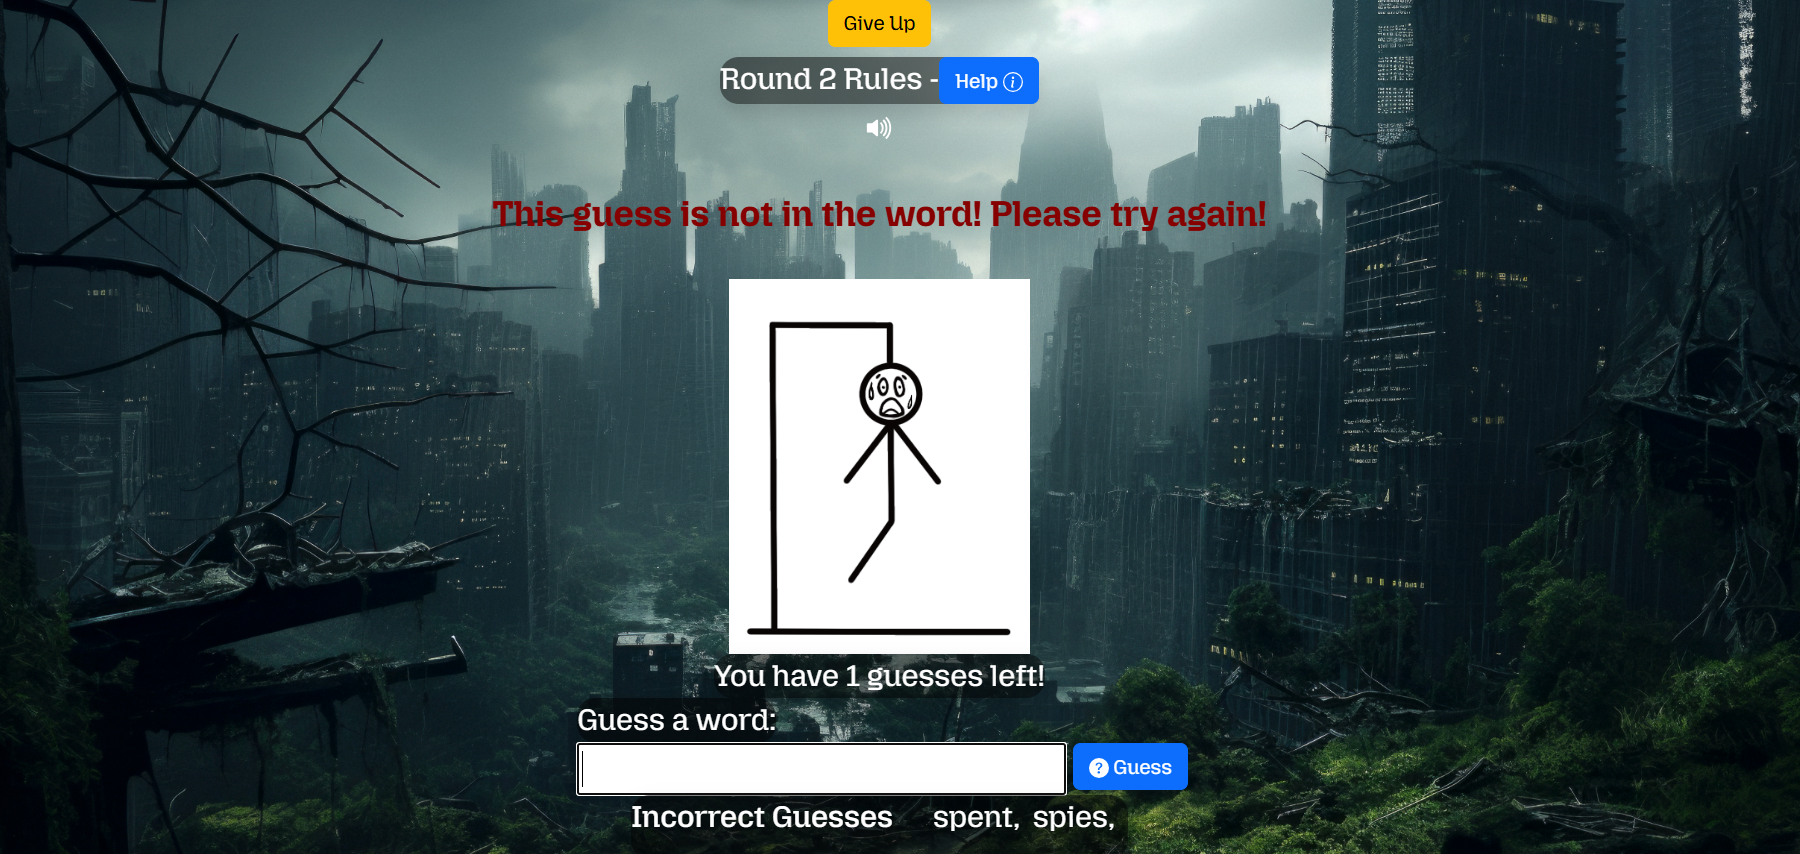 Give Up
Round 2 Rules - Help
This guess is not in the word! Please try again!
You have 1 guesses left!
Guess a word:
Guess
Incorrect Guesses spent, spies,